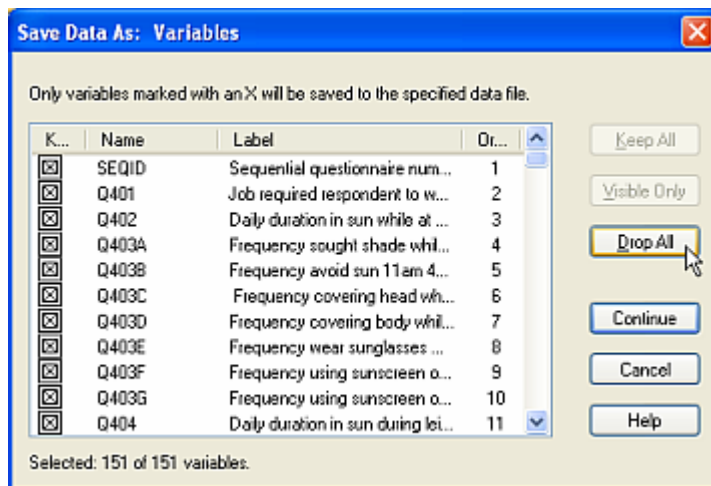 Save Data As: Variables
Only variables marked with an X will be saved to the specified data file.
K... Name Label Or...
SEQID Sequential questionnaire num... 1
Q401 Job required respondent to w... 2
Q402 Daily duration in sun while at ... 3
Q403A Frequency sought shade whil... 4
Q403B Frequency avoid sun 11am 4... 5
Q403C Frequency covering head wh... 6
Q403D Frequency covering body whil... 7
Q403E Frequency wear sunglasses ... 8
Q403F Frequency using sunscreen o... 9
Q403G Frequency using sunscreen o... 10
Q404 Daily duration in sun during lei... 11
Selected: 151 of 151 variables.
Keep All
Visible Only
Drop All
Continue
Cancel
Help